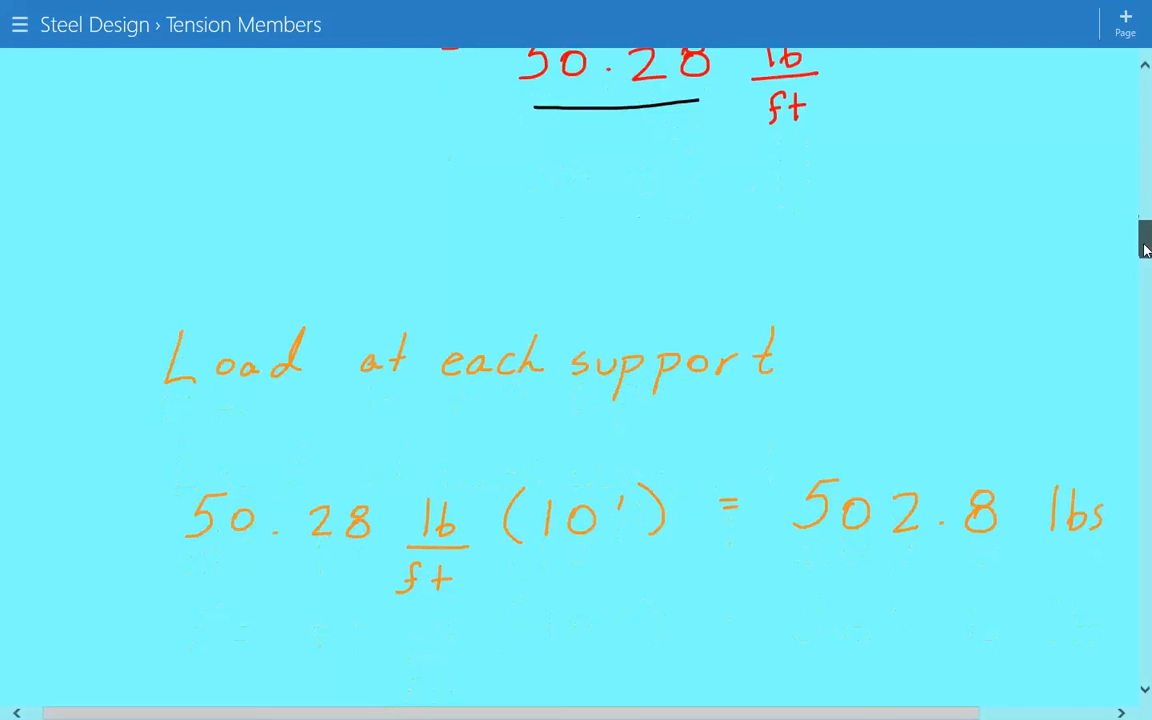 Steel Design › Tension Members
Page
50.28 lb/ft
Load at each support
50.28 lb/ft (10') = 502.8 lbs